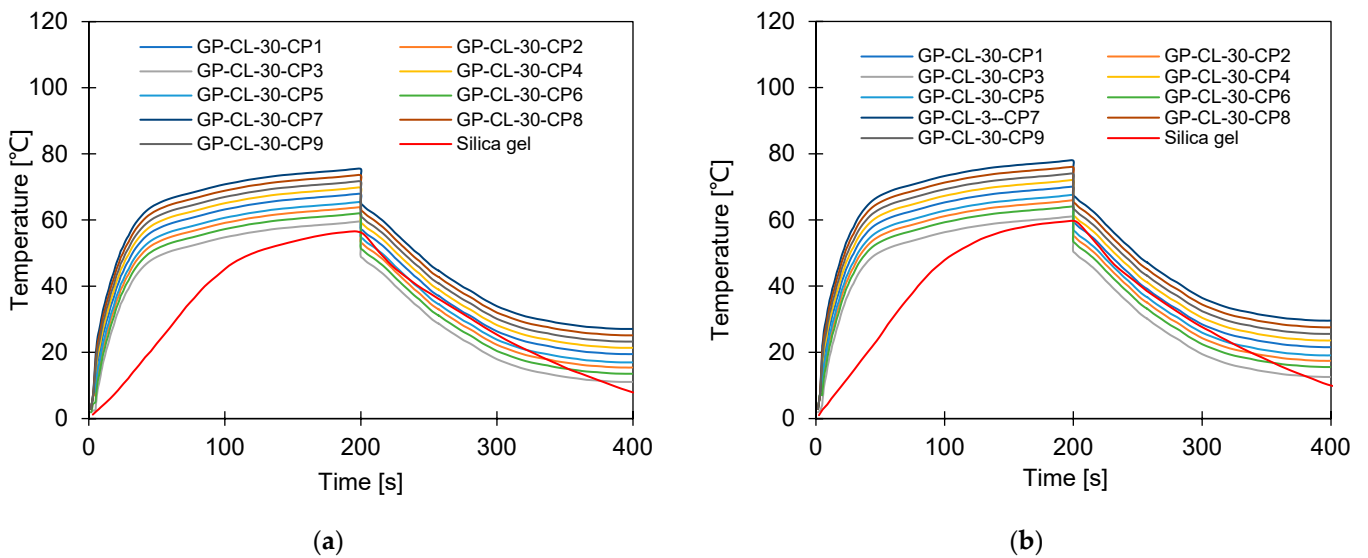 120
100
80
60
40
20
0
Temperature [℃]
GP-CL-30-CP1 GP-CL-30-CP2
GP-CL-30-CP3 GP-CL-30-CP4
GP-CL-30-CP5 GP-CL-30-CP6
GP-CL-30-CP7 GP-CL-30-CP8
GP-CL-30-CP9 Silica gel
0 100 200 300 400
Time [s]
(a)
120
100
80
60
40
20
0
Temperature [℃]
GP-CL-30-CP1 GP-CL-30-CP2
GP-CL-30-CP3 GP-CL-30-CP4
GP-CL-30-CP5 GP-CL-30-CP6
GP-CL-3--CP7 GP-CL-30-CP8
GP-CL-30-CP9 Silica gel
0 100 200 300 400
Time [s]
(b)